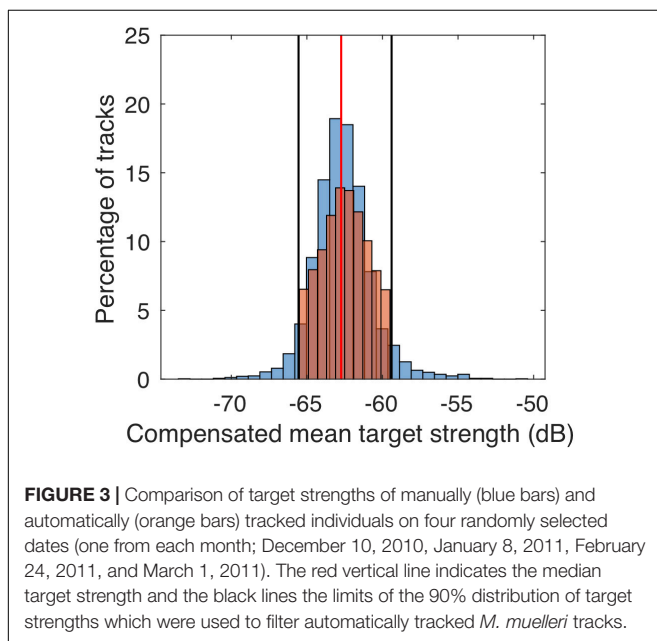 25
20
15
10
5
0
Percentage of tracks
-70 -65 -60 -55 -50
Compensated mean target strength (dB)
FIGURE 3 | Comparison of target strengths of manually (blue bars) and
automatically (orange bars) tracked individuals on four randomly selected
dates (one from each month; December 10, 2010, January 8, 2011, February
24, 2011, and March 1, 2011). The red vertical line indicates the median
target strength and the black lines the limits of the 90% distribution of target
strengths which were used to filter automatically tracked M. muelleri tracks.